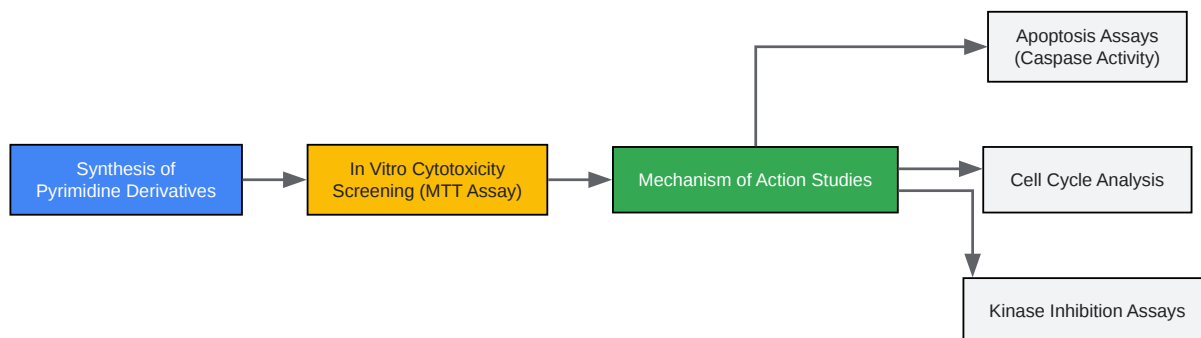 Synthesis of
Pyrimidine Derivatives
In Vitro Cytotoxicity
Screening (MTT Assay)
Mechanism of Action Studies
Apoptosis Assays
(Caspase Activity)
Cell Cycle Analysis
Kinase Inhibition Assays